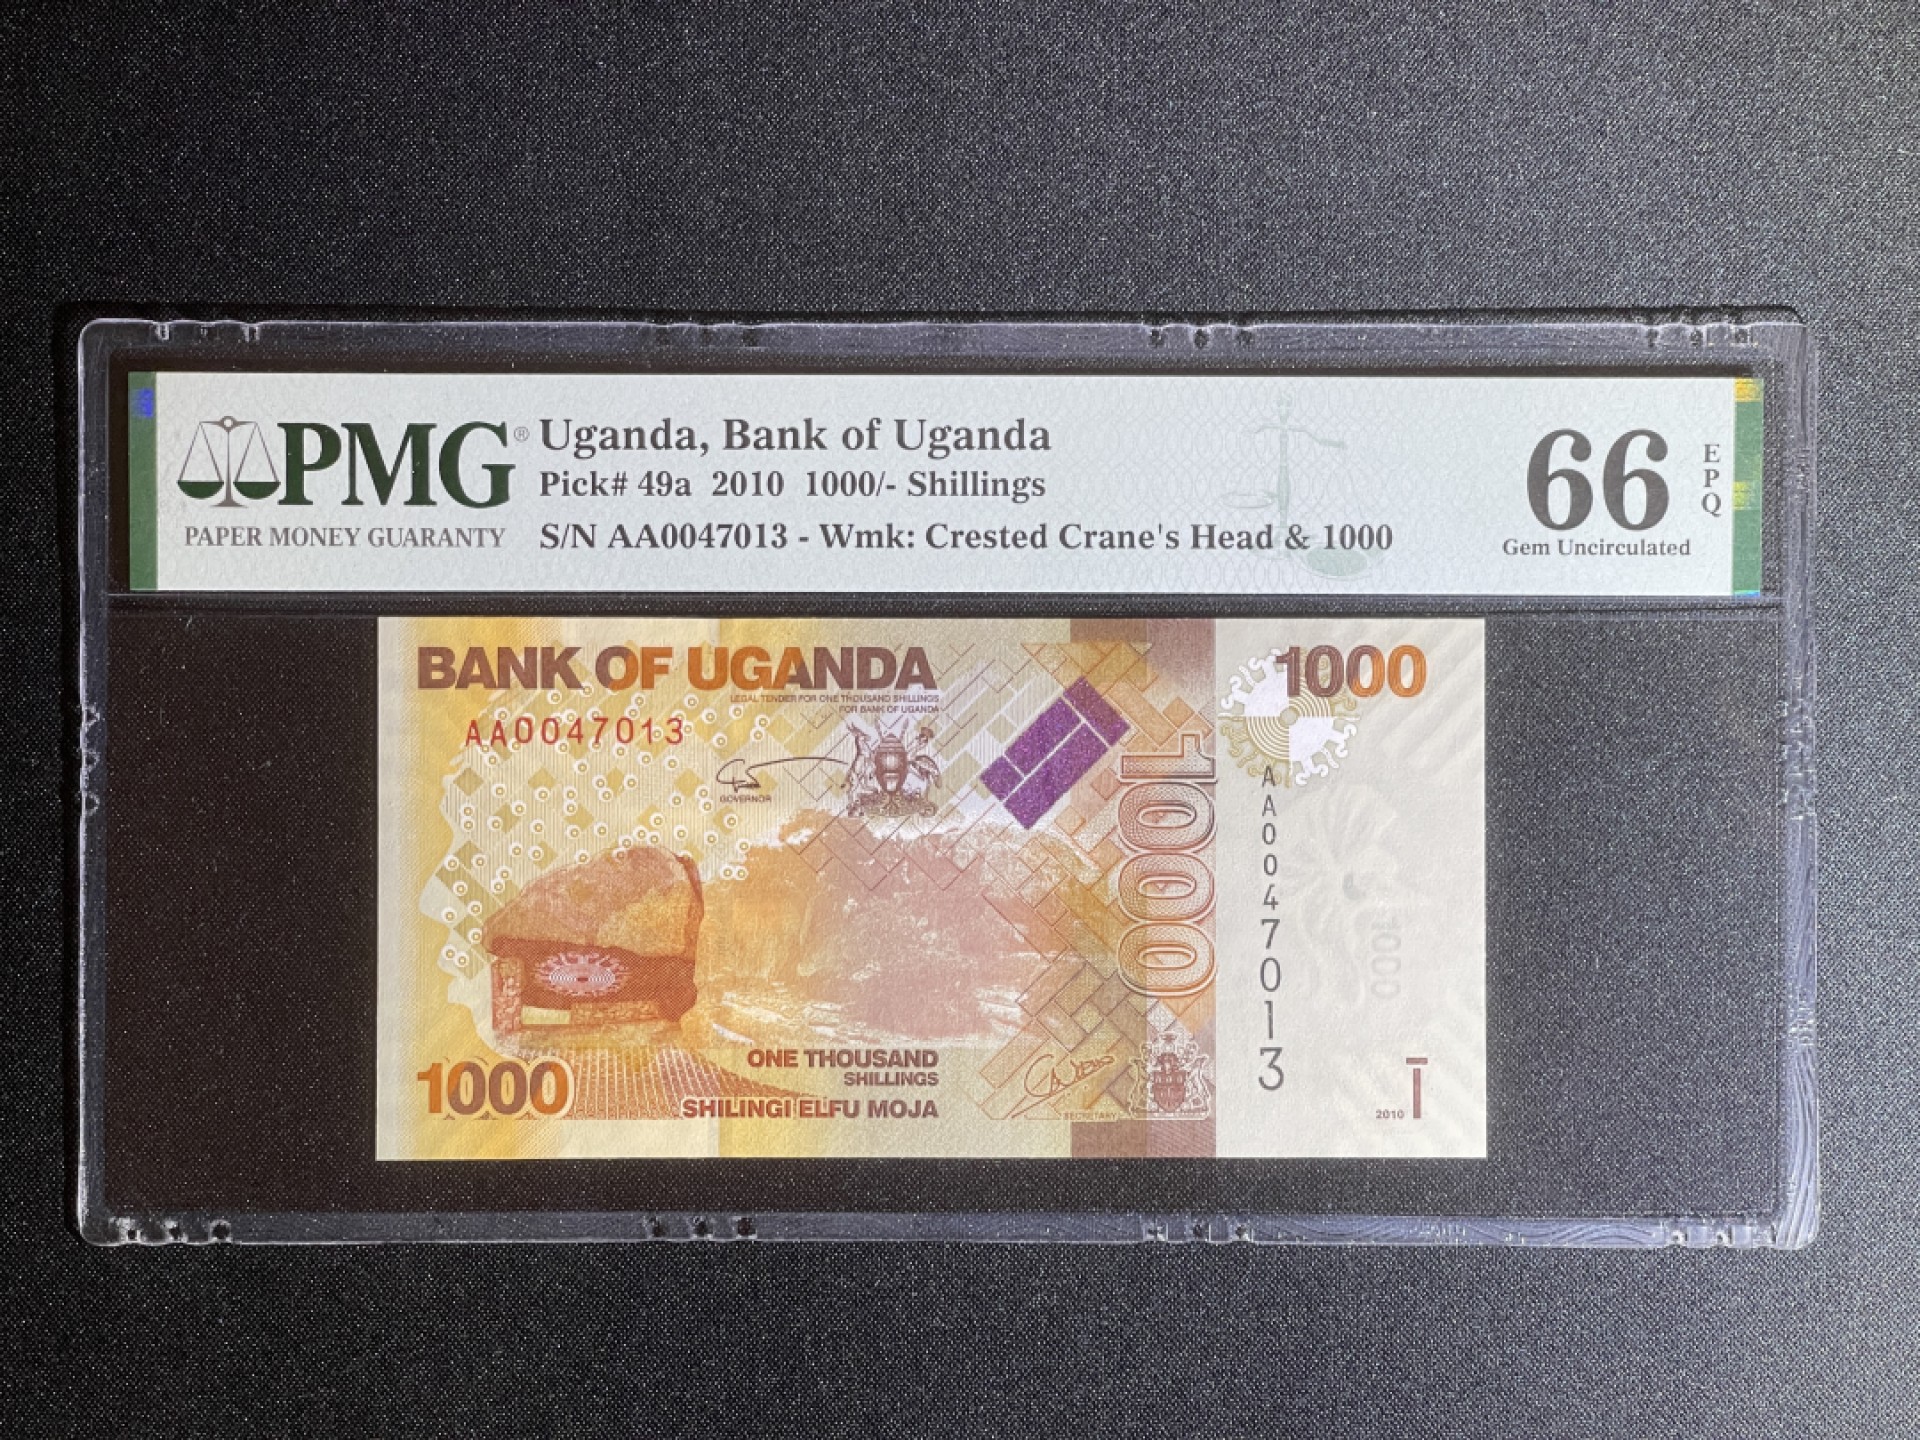 PMG®
PAPER MONEY GUARANTY
Uganda, Bank of Uganda
Pick# 49a 2010 1000/- Shillings
S/N AA0047013 - Wmk: Crested Crane's Head & 1000
66
EPQ
Gem Uncirculated
BANK OF UGANDA
LEGAL TENDER FOR ONE THOUSAND SHILLINGS
FOR BANK OF UGANDA
AA0047013
GOVERNOR
1000
1000
AA0047013
1000
1000
ONE THOUSAND
SHILLINGS
SHILINGI ELFU MOJA
SECRETARY
2010